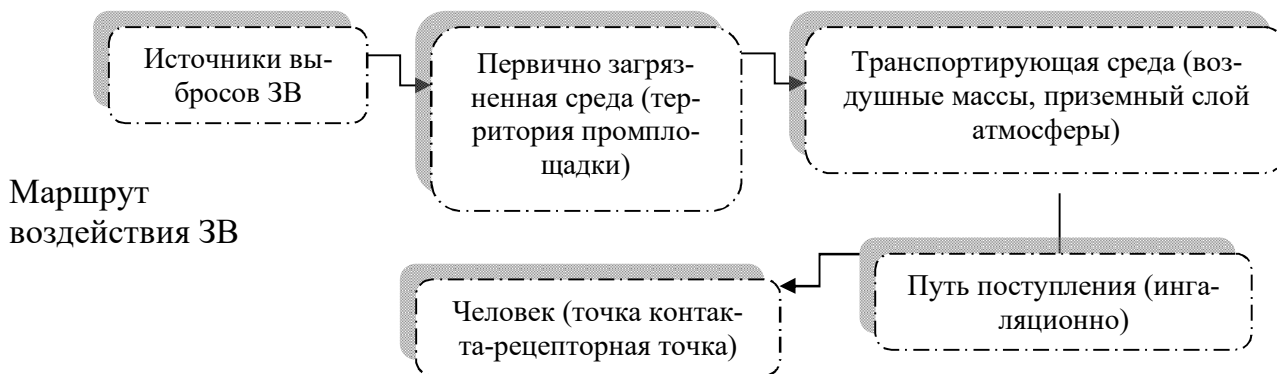 Источники вы-
бросов ЗВ
Первично загряз-
ненная среда (тер-
ритория промпло-
щадки)
Транспортирующая среда (воз-
душные массы, приземный слой
атмосферы)
Маршрут
воздействия ЗВ
Человек (точка контак-
та-рецепторная точка)
Путь поступления (инга-
ляционно)